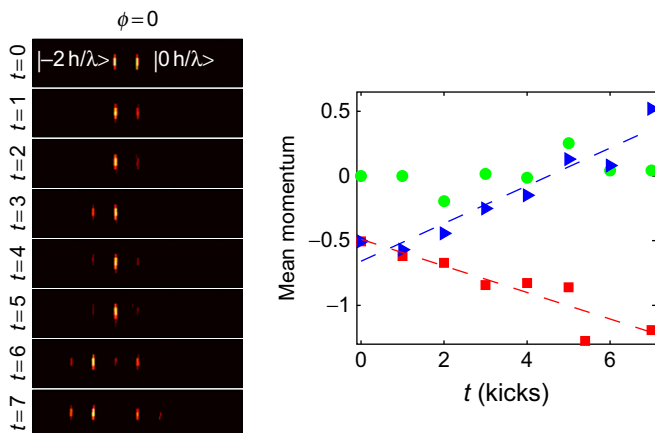 ϕ=0
t=0
|−2 h/λ>
|0 h/λ>
t=1
t=2
t=3
t=4
t=5
t=6
t=7
Mean momentum
0.5
0
−0.5
−1
0
2
4
6
t (kicks)